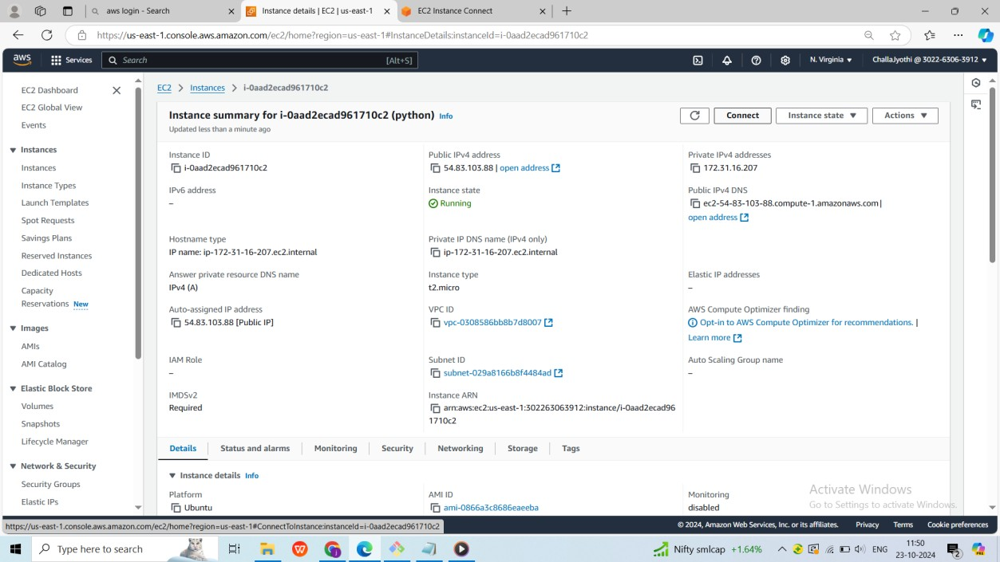 aws login - Search
Instance details | EC2 | us-east-1
EC2 Instance Connect
https://us-east-1.console.aws.amazon.com/ec2/home?region=us-east-1#InstanceDetails:instanceId=i-0aad2ecad961710c2
aws
Services
Search
[Alt+S]
N. Virginia
ChallaJyothi @ 3022-6306-3912
EC2 Dashboard
EC2 Global View
Events
Instances
Instances
Instance Types
Launch Templates
Spot Requests
Savings Plans
Reserved Instances
Dedicated Hosts
Capacity
Reservations New
Images
AMIs
AMI Catalog
Elastic Block Store
Volumes
Snapshots
Lifecycle Manager
Network & Security
Security Groups
Elastic IPs
EC2 > Instances > i-0aad2ecad961710c2
Instance summary for i-0aad2ecad961710c2 (python) Info
Updated less than a minute ago
Connect
Instance state
Actions
Instance ID
i-0aad2ecad961710c2
Public IPv4 address
54.83.103.88 | open address
Private IPv4 addresses
172.31.16.207
IPv6 address
–
Instance state
Running
Public IPv4 DNS
ec2-54-83-103-88.compute-1.amazonaws.com |
open address
Hostname type
IP name: ip-172-31-16-207.ec2.internal
Private IP DNS name (IPv4 only)
ip-172-31-16-207.ec2.internal
Answer private resource DNS name
IPv4 (A)
Instance type
t2.micro
Elastic IP addresses
–
Auto-assigned IP address
54.83.103.88 [Public IP]
VPC ID
vpc-0308586bb8b7d8007
AWS Compute Optimizer finding
Opt-in to AWS Compute Optimizer for recommendations. |
Learn more
IAM Role
–
Subnet ID
subnet-029a8166b8f4484ad
Auto Scaling Group name
–
IMDSv2
Required
Instance ARN
arn:aws:ec2:us-east-1:302263063912:instance/i-0aad2ecad96
1710c2
Details
Status and alarms
Monitoring
Security
Networking
Storage
Tags
Instance details Info
Platform
Ubuntu
AMI ID
ami-0866a3c8686eaeeba
Monitoring
disabled
Activate Windows
Go to Settings to activate Windows.
https://us-east-1.console.aws.amazon.com/ec2/home?region=us-east-1#ConnectToInstance:instanceId=i-0aad2ecad961710c2
© 2024, Amazon Web Services, Inc. or its affiliates.
Privacy
Terms
Cookie preferences
Type here to search
Nifty smlcap +1.64%
ENG
11:50
23-10-2024
2